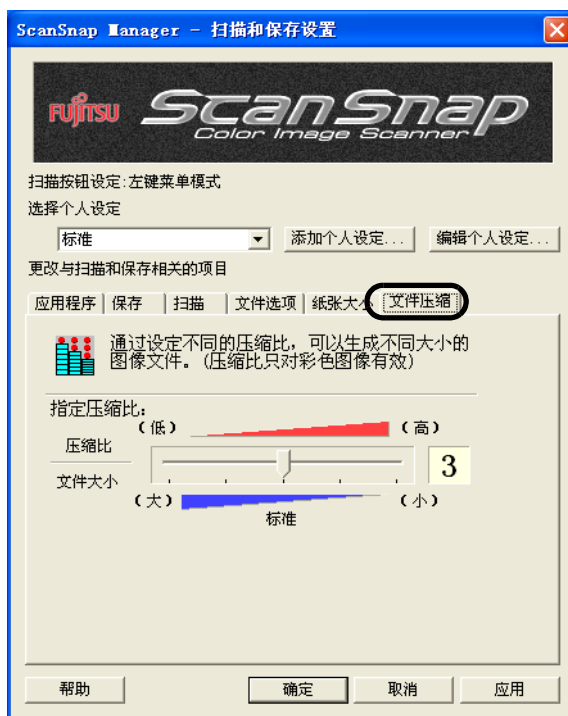 ScanSnap Manager - 扫描和保存设置
FUJITSU ScanSnap
Color Image Scanner
扫描按钮设定:左键菜单模式
选择个人设定
标准 添加个人设定... 编辑个人设定...
更改与扫描和保存相关的项目
应用程序 保存 扫描 文件选项 纸张大小 文件压缩
通过设定不同的压缩比，可以生成不同大小的
图像文件。(压缩比只对彩色图像有效)
指定压缩比:
(低) (高)
压缩比
3
文件大小
(大) (小)
标准
帮助 确定 取消 应用